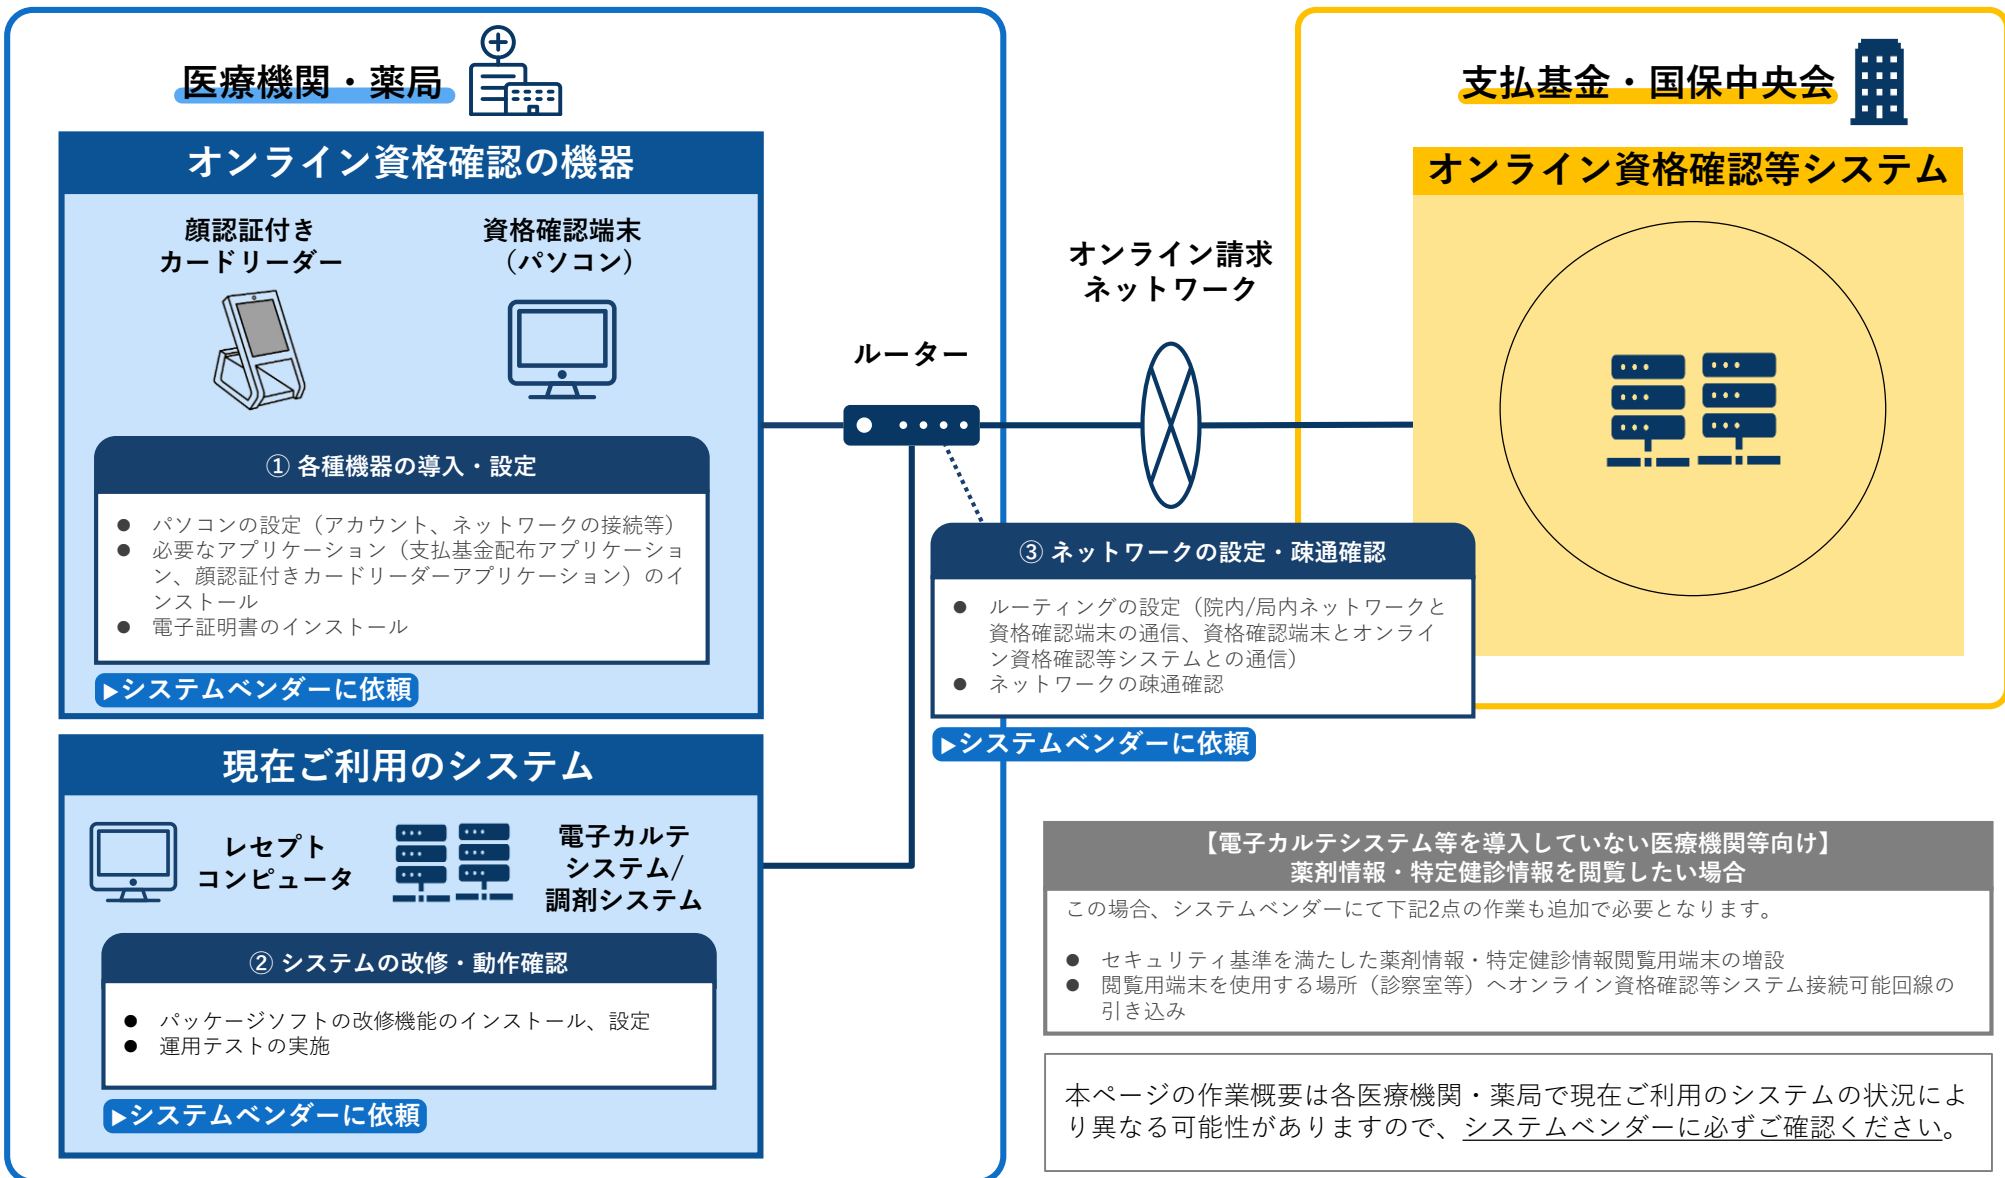 医療機関・薬局
オンライン資格確認の機器
顔認証付き
カードリーダー
資格確認端末
（パソコン）
① 各種機器の導入・設定
● パソコンの設定（アカウント、ネットワークの接続等）
● 必要なアプリケーション（支払基金配布アプリケーショ
ン、顔認証付きカードリーダーアプリケーション）のイ
ンストール
● 電子証明書のインストール
▶システムベンダーに依頼
現在ご利用のシステム
レセプト
コンピュータ
電子カルテ
システム/
調剤システム
② システムの改修・動作確認
● パッケージソフトの改修機能のインストール、設定
● 運用テストの実施
▶システムベンダーに依頼
ルーター
オンライン請求
ネットワーク
③ ネットワークの設定・疎通確認
● ルーティングの設定（院内/局内ネットワークと
資格確認端末の通信、資格確認端末とオンライ
ン資格確認等システムとの通信）
● ネットワークの疎通確認
▶システムベンダーに依頼
支払基金・国保中央会
オンライン資格確認等システム
【電子カルテシステム等を導入していない医療機関等向け】
薬剤情報・特定健診情報を閲覧したい場合
この場合、システムベンダーにて下記2点の作業も追加で必要となります。
● セキュリティ基準を満たした薬剤情報・特定健診情報閲覧用端末の増設
● 閲覧用端末を使用する場所（診察室等）へオンライン資格確認等システム接続可能回線の
引き込み
本ページの作業概要は各医療機関・薬局で現在ご利用のシステムの状況によ
り異なる可能性がありますので、システムベンダーに必ずご確認ください。